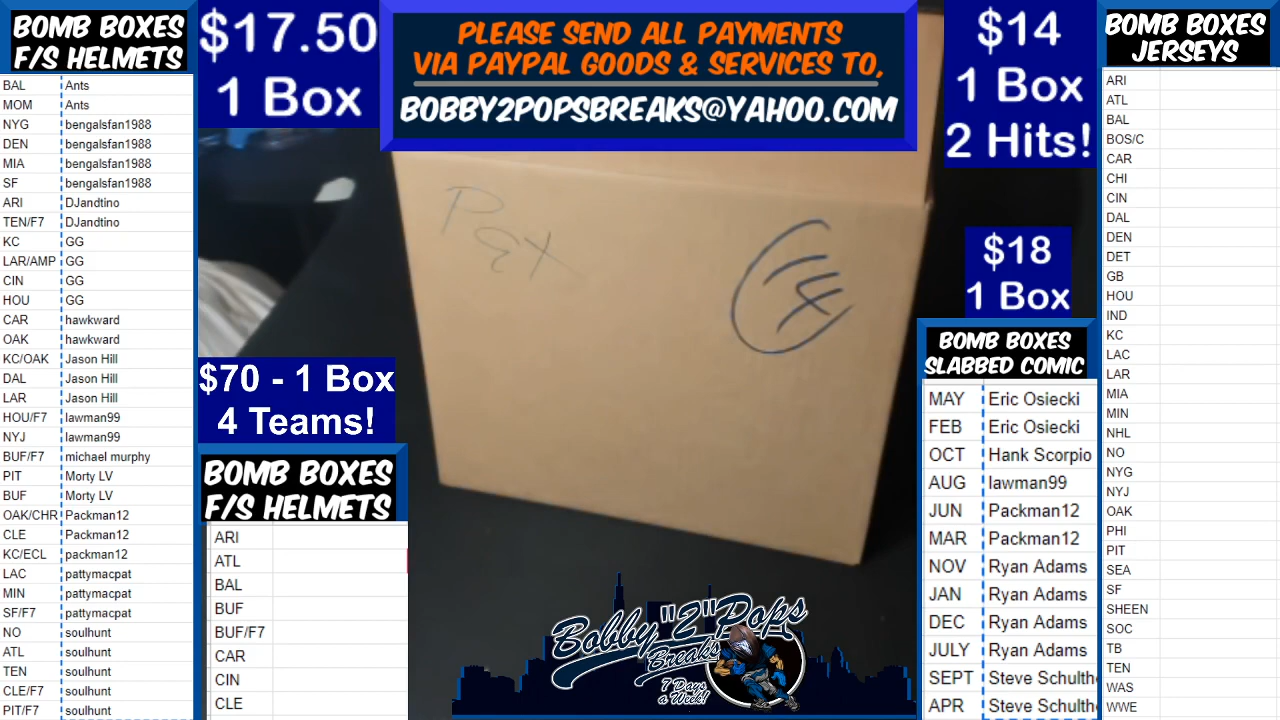 BOMB BOXES
F/S HELMETS
BAL Ants
MOM Ants
NYG bengalsfan1988
DEN bengalsfan1988
MIA bengalsfan1988
SF bengalsfan1988
ARI DJandtino
TEN/F7 DJandtino
KC GG
LAR/AMP GG
CIN GG
HOU GG
CAR hawkward
OAK hawkward
KC/OAK Jason Hill
DAL Jason Hill
LAR Jason Hill
HOU/F7 lawman99
NYJ lawman99
BUF/F7 michael murphy
PIT Morty LV
BUF Morty LV
OAK/CHR Packman12
CLE Packman12
KC/ECL packman12
LAC pattymacpat
MIN pattymacpat
SF/F7 pattymacpat
NO soulhunt
ATL soulhunt
TEN soulhunt
CLE/F7 soulhunt
PIT/F7 soulhunt
$17.50
1 Box
$70 - 1 Box
4 Teams!
BOMB BOXES
F/S HELMETS
ARI
ATL
BAL
BUF
BUF/F7
CAR
CIN
CLE
PLEASE SEND ALL PAYMENTS
VIA PAYPAL GOODS & SERVICES TO,
BOBBY2POPSBREAKS@YAHOO.COM
14
Bobby "2" Pops
Breaks
7 Days
a Week!
$14
1 Box
2 Hits!
$18
1 Box
BOMB BOXES
SLABBED COMIC
MAY Eric Osiecki
FEB Eric Osiecki
OCT Hank Scorpio
AUG lawman99
JUN Packman12
MAR Packman12
NOV Ryan Adams
JAN Ryan Adams
DEC Ryan Adams
JULY Ryan Adams
SEPT Steve Schulth
APR Steve Schulth
BOMB BOXES
JERSEYS
ARI
ATL
BAL
BOS/C
CAR
CHI
CIN
DAL
DEN
DET
GB
HOU
IND
KC
LAC
LAR
MIA
MIN
NHL
NO
NYG
NYJ
OAK
PHI
PIT
SEA
SF
SHEEN
SOC
TB
TEN
WAS
WWE